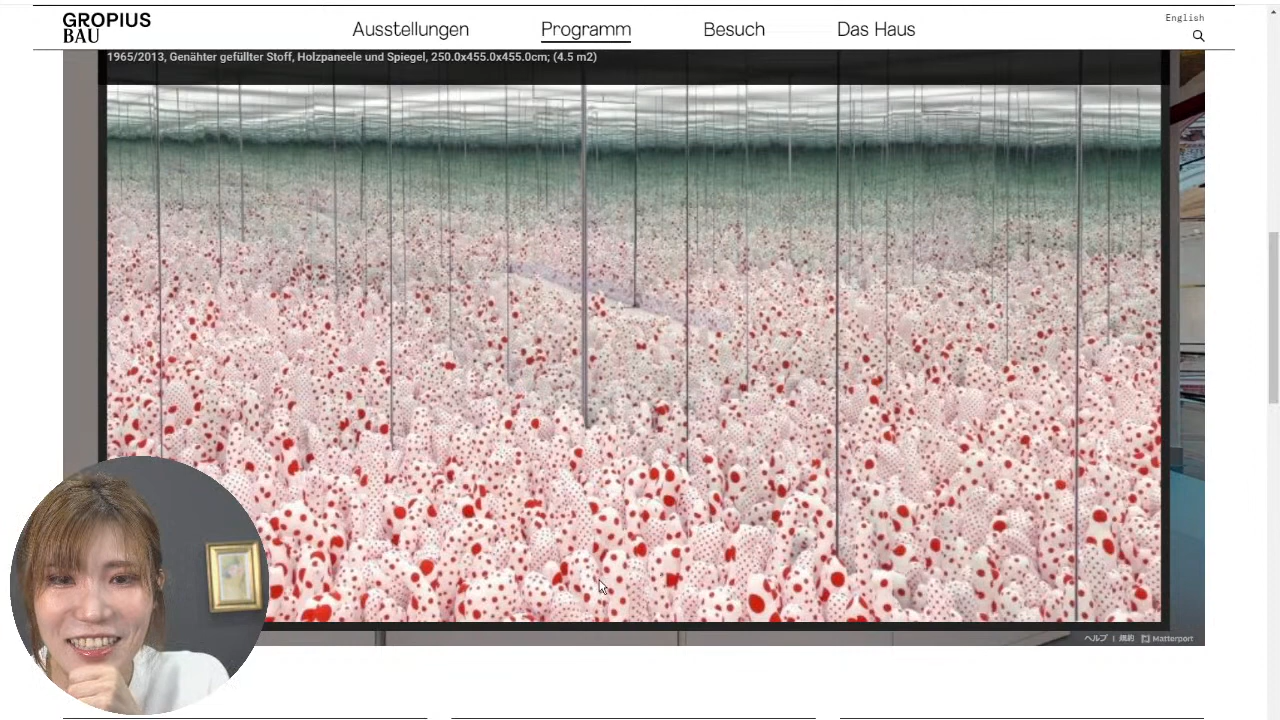 GROPIUS
BAU
Ausstellungen
Programm
Besuch
Das Haus
English
1965/2013, Genähter gefüllter Stoff, Holzpaneele und Spiegel, 250.0x455.0x455.0cm; (4.5 m2)
ヘルプ | 規約 Matterport